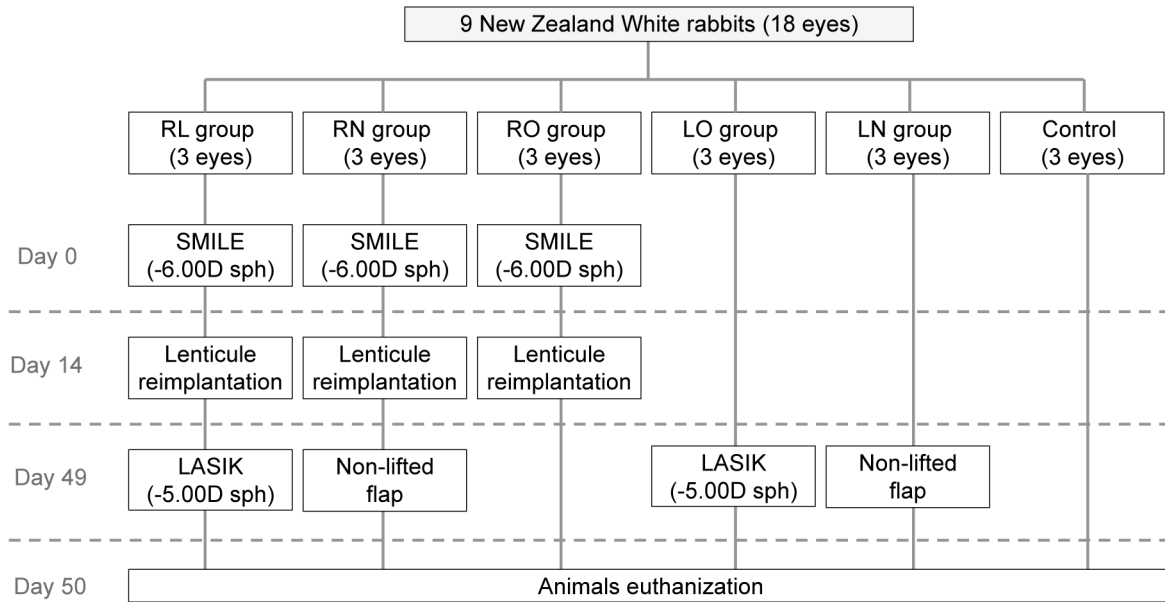 9 New Zealand White rabbits (18 eyes)
RL group
(3 eyes)
RN group
(3 eyes)
RO group
(3 eyes)
LO group
(3 eyes)
LN group
(3 eyes)
Control
(3 eyes)
Day 0
SMILE
(-6.00D sph)
SMILE
(-6.00D sph)
SMILE
(-6.00D sph)
Day 14
Lenticule
reimplantation
Lenticule
reimplantation
Lenticule
reimplantation
Day 49
LASIK
(-5.00D sph)
Non-lifted
flap
LASIK
(-5.00D sph)
Non-lifted
flap
Day 50
Animals euthanization